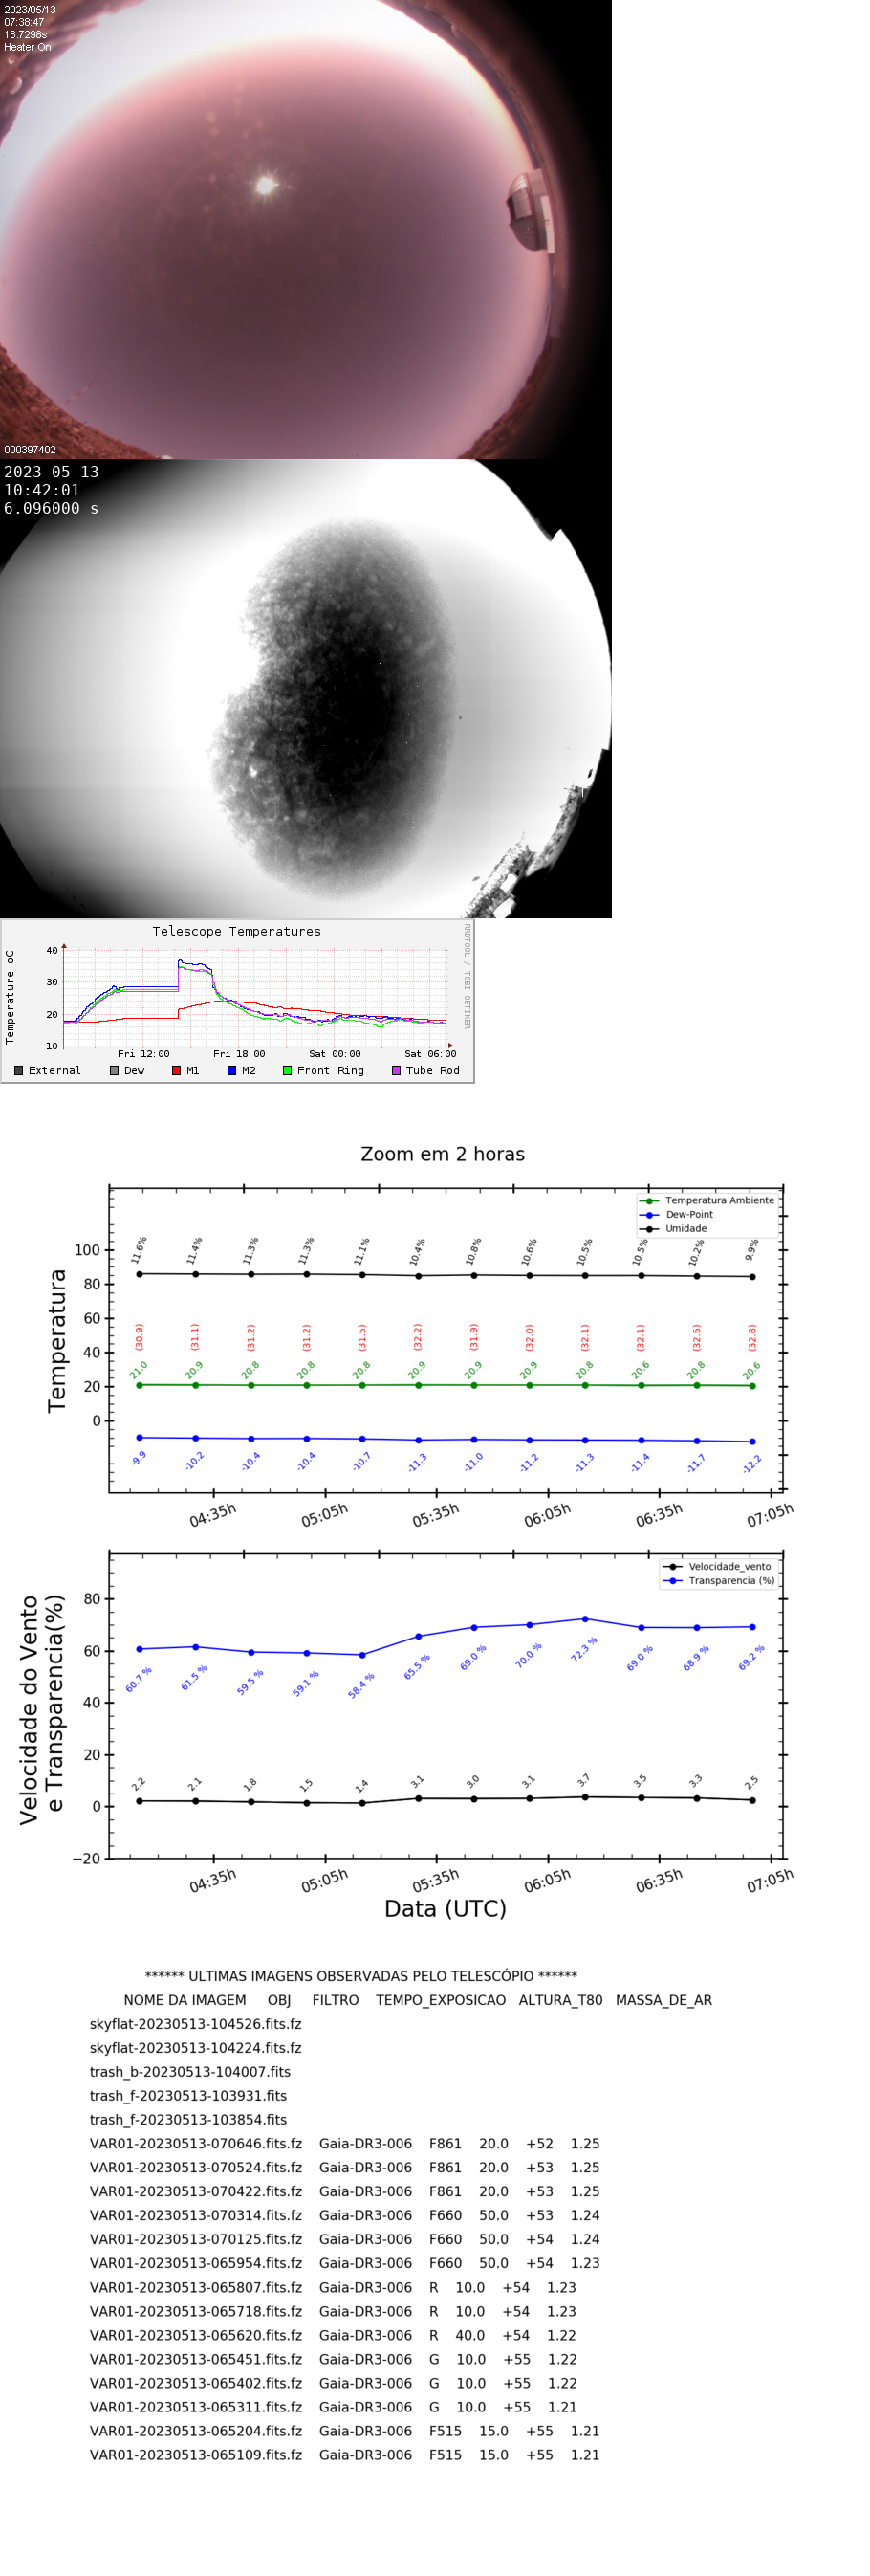 2023/05/13
07:38:47
16.7298s
Heater On
000397402
2023-05-13
10:42:01
6.096000 s
Telescope Temperatures
RRDTOOL / TOBI OETIKER
Temperature oC
40
30
20
10
Fri 12:00 Fri 18:00 Sat 00:00 Sat 06:00
External Dew M1 M2 Front Ring Tube Rod
Zoom em 2 horas
Temperatura Ambiente
Dew-Point
Umidade
Temperatura
100
80
60
40
20
0
11.6% 11.4% 11.3% 11.3% 11.1% 10.4% 10.8% 10.6% 10.5% 10.5% 10.2% 9.9%
(30.9) (31.1) (31.2) (31.2) (31.5) (32.2) (31.9) (32.0) (32.1) (32.1) (32.5) (32.8)
21.0 20.9 20.8 20.8 20.8 20.9 20.9 20.9 20.8 20.6 20.8 20.6
-9.9 -10.2 -10.4 -10.4 -10.7 -11.3 -11.0 -11.2 -11.3 -11.4 -11.7 -12.2
04:35h 05:05h 05:35h 06:05h 06:35h 07:05h
Velocidade_vento
Transparencia (%)
Velocidade do Vento
e Transparencia(%)
80
60
40
20
0
−20
60.7 % 61.5 % 59.5 % 59.1 % 58.4 % 65.5 % 69.0 % 70.0 % 72.3 % 69.0 % 68.9 % 69.2 %
2.2 2.1 1.8 1.5 1.4 3.1 3.0 3.1 3.7 3.5 3.3 2.5
04:35h 05:05h 05:35h 06:05h 06:35h 07:05h
Data (UTC)
****** ULTIMAS IMAGENS OBSERVADAS PELO TELESCÓPIO ******
NOME DA IMAGEM OBJ FILTRO TEMPO_EXPOSICAO ALTURA_T80 MASSA_DE_AR
skyflat-20230513-104526.fits.fz
skyflat-20230513-104224.fits.fz
trash_b-20230513-104007.fits
trash_f-20230513-103931.fits
trash_f-20230513-103854.fits
VAR01-20230513-070646.fits.fz Gaia-DR3-006 F861 20.0 +52 1.25
VAR01-20230513-070524.fits.fz Gaia-DR3-006 F861 20.0 +53 1.25
VAR01-20230513-070422.fits.fz Gaia-DR3-006 F861 20.0 +53 1.25
VAR01-20230513-070314.fits.fz Gaia-DR3-006 F660 50.0 +53 1.24
VAR01-20230513-070125.fits.fz Gaia-DR3-006 F660 50.0 +54 1.24
VAR01-20230513-065954.fits.fz Gaia-DR3-006 F660 50.0 +54 1.23
VAR01-20230513-065807.fits.fz Gaia-DR3-006 R 10.0 +54 1.23
VAR01-20230513-065718.fits.fz Gaia-DR3-006 R 10.0 +54 1.23
VAR01-20230513-065620.fits.fz Gaia-DR3-006 R 40.0 +54 1.22
VAR01-20230513-065451.fits.fz Gaia-DR3-006 G 10.0 +55 1.22
VAR01-20230513-065402.fits.fz Gaia-DR3-006 G 10.0 +55 1.22
VAR01-20230513-065311.fits.fz Gaia-DR3-006 G 10.0 +55 1.21
VAR01-20230513-065204.fits.fz Gaia-DR3-006 F515 15.0 +55 1.21
VAR01-20230513-065109.fits.fz Gaia-DR3-006 F515 15.0 +55 1.21